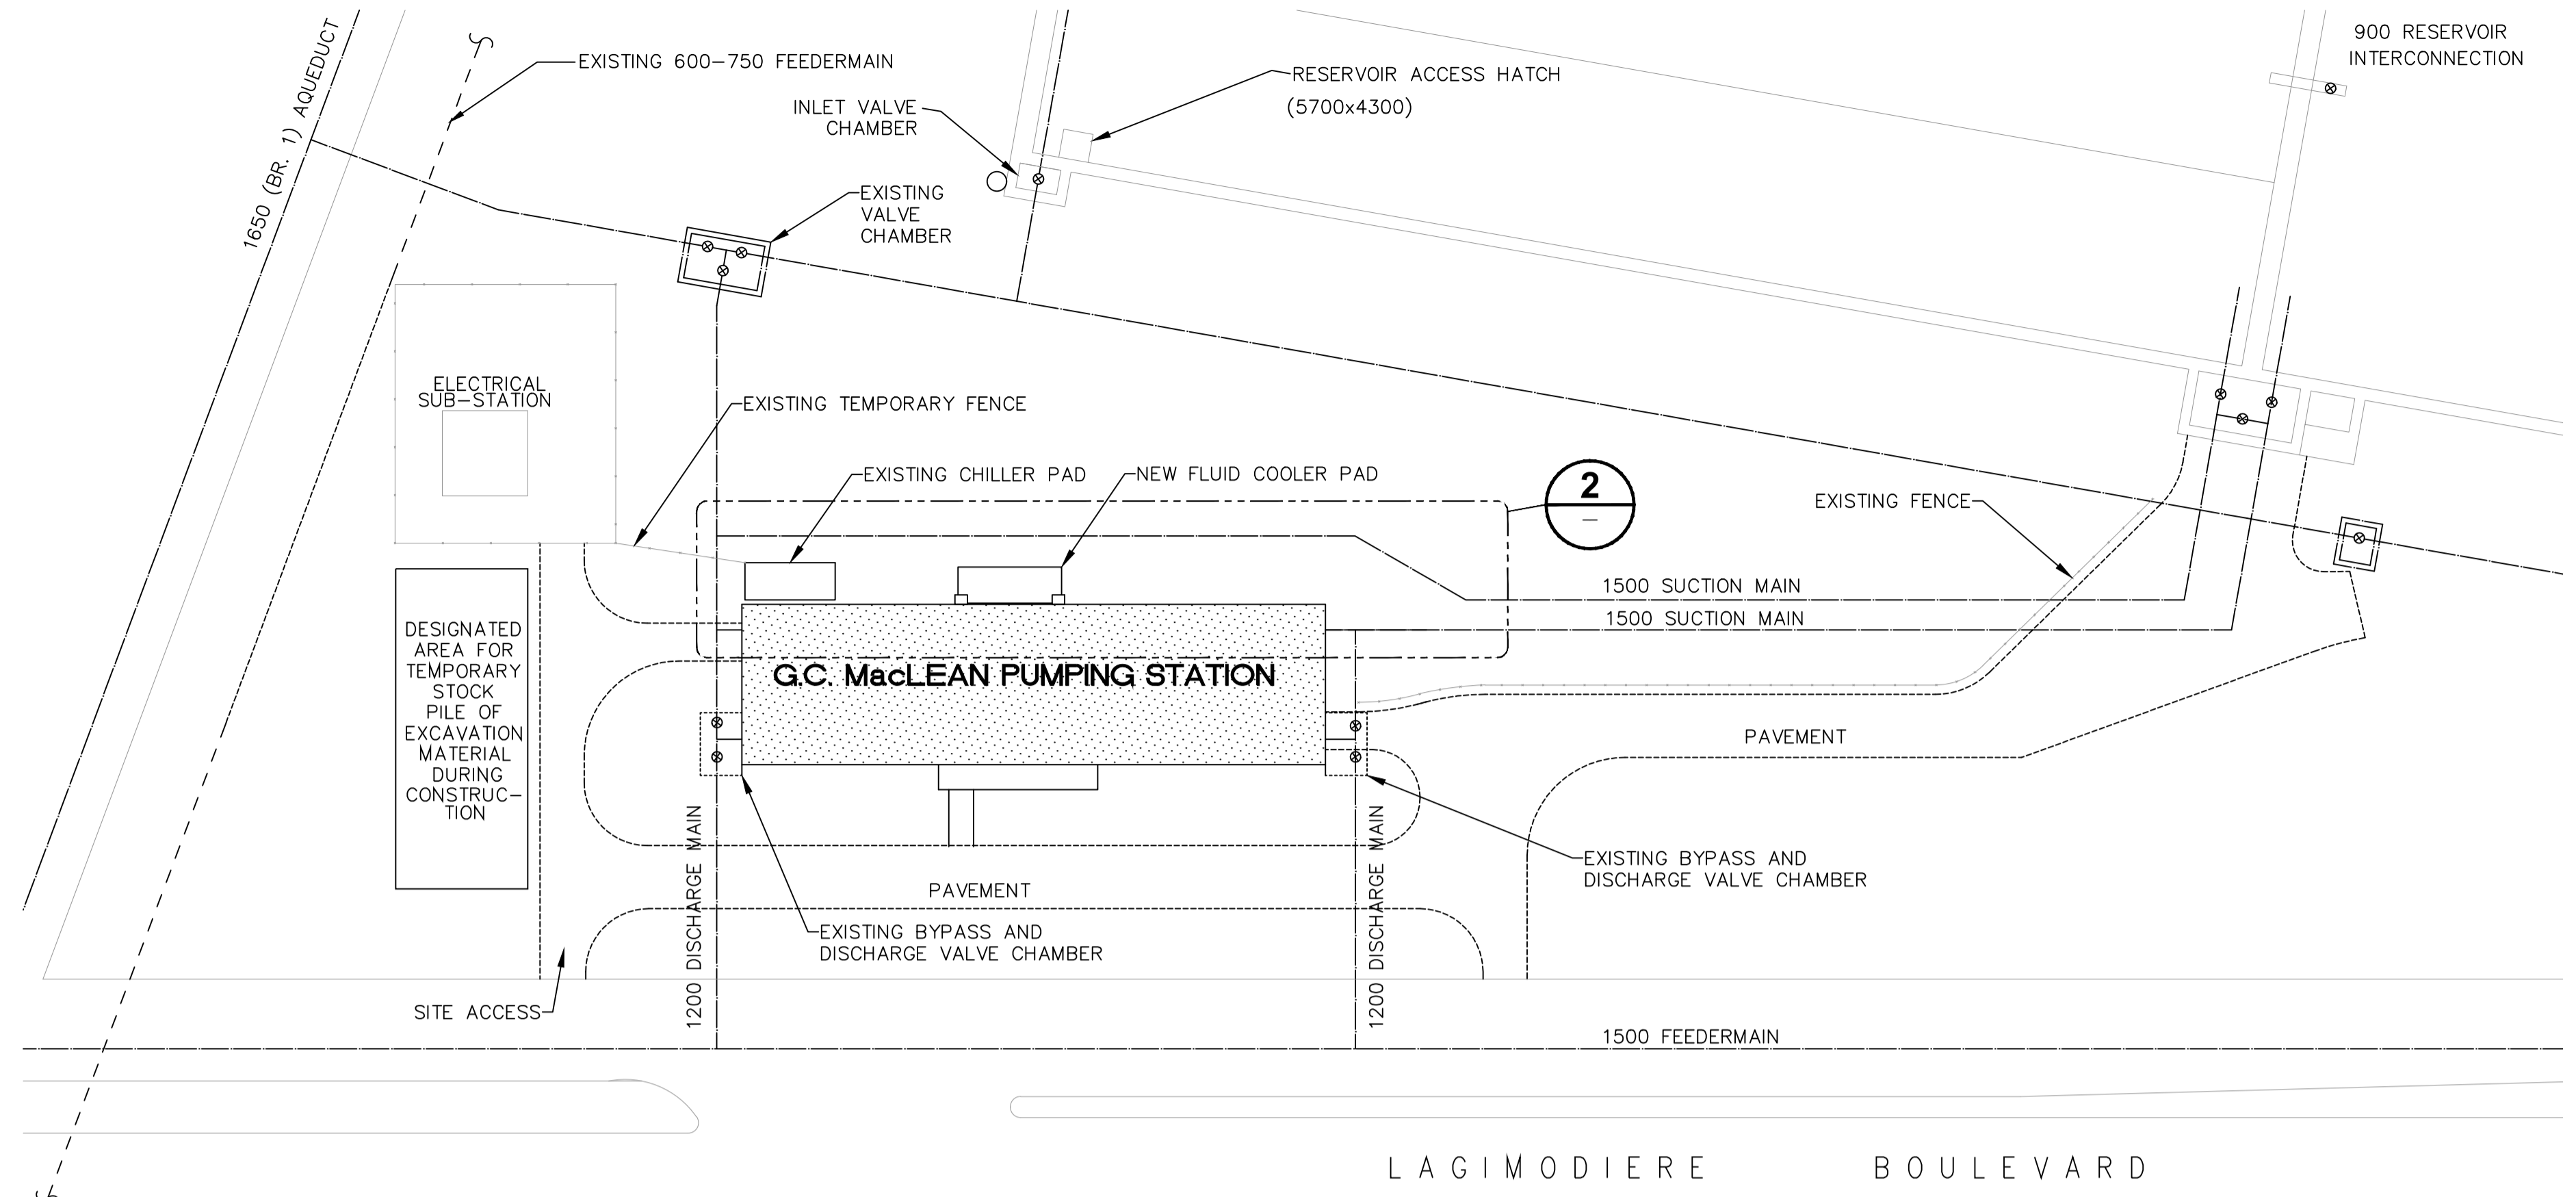 1650 (BR. 1) AQUEDUCT
EXISTING 600-750 FEEDERMAIN
INLET VALVE
CHAMBER
RESERVOIR ACCESS HATCH
(5700x4300)
900 RESERVOIR
INTERCONNECTION
EXISTING
VALVE
CHAMBER
ELECTRICAL
SUB-STATION
EXISTING TEMPORARY FENCE
EXISTING CHILLER PAD
NEW FLUID COOLER PAD
2
–
EXISTING FENCE
1500 SUCTION MAIN
1500 SUCTION MAIN
DESIGNATED
AREA FOR
TEMPORARY
STOCK
PILE OF
EXCAVATION
MATERIAL
DURING
CONSTRUC-
TION
G.C. MacLEAN PUMPING STATION
PAVEMENT
1200 DISCHARGE MAIN
1200 DISCHARGE MAIN
EXISTING BYPASS AND
DISCHARGE VALVE CHAMBER
PAVEMENT
EXISTING BYPASS AND
DISCHARGE VALVE CHAMBER
SITE ACCESS
1500 FEEDERMAIN
LAGIMODIERE BOULEVARD